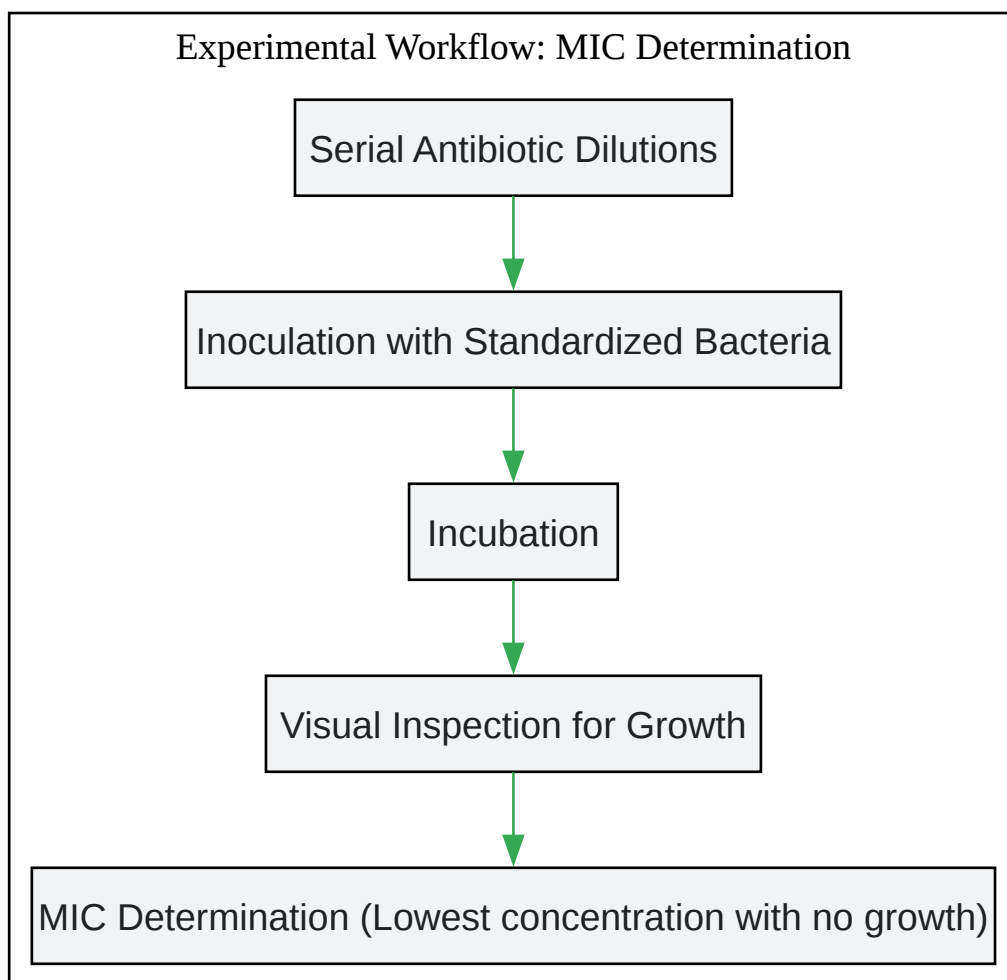 Experimental Workflow: MIC Determination
Serial Antibiotic Dilutions
Inoculation with Standardized Bacteria
Incubation
Visual Inspection for Growth
MIC Determination (Lowest concentration with no growth)